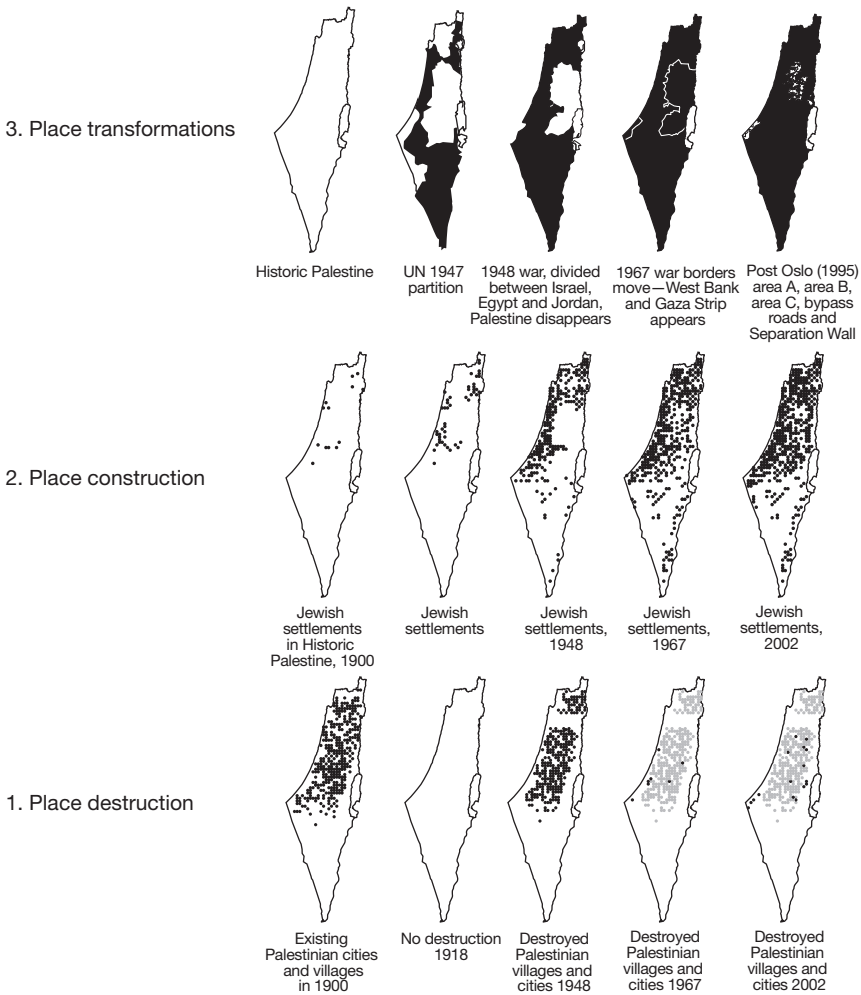 3. Place transformations
Historic Palestine
UN 1947
partition
1948 war, divided
between Israel,
Egypt and Jordan,
Palestine disappears
1967 war borders
move—West Bank
and Gaza Strip
appears
Post Oslo (1995)
area A, area B,
area C, bypass
roads and
Separation Wall
2. Place construction
Jewish
settlements
in Historic
Palestine, 1900
Jewish
settlements
Jewish
settlements,
1948
Jewish
settlements,
1967
Jewish
settlements,
2002
1. Place destruction
Existing
Palestinian cities
and villages
in 1900
No destruction
1918
Destroyed
Palestinian
villages and
cities 1948
Destroyed
Palestinian
villages and
cities 1967
Destroyed
Palestinian
villages and
cities 2002